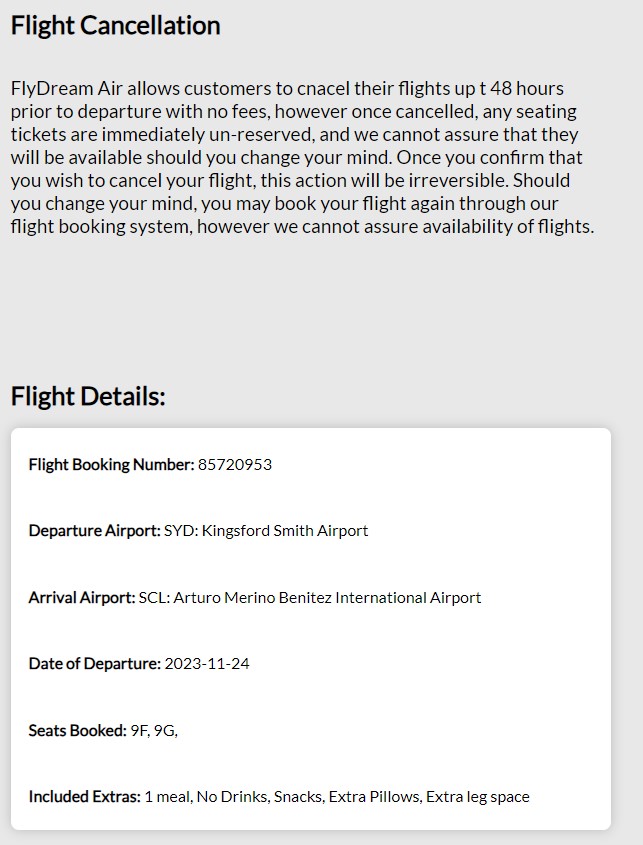 Flight Cancellation
FlyDream Air allows customers to cnacel their flights up t 48 hours
prior to departure with no fees, however once cancelled, any seating
tickets are immediately un-reserved, and we cannot assure that they
will be available should you change your mind. Once you confirm that
you wish to cancel your flight, this action will be irreversible. Should
you change your mind, you may book your flight again through our
flight booking system, however we cannot assure availability of flights.
Flight Details:
Flight Booking Number: 85720953
Departure Airport: SYD: Kingsford Smith Airport
Arrival Airport: SCL: Arturo Merino Benitez International Airport
Date of Departure: 2023-11-24
Seats Booked: 9F, 9G,
Included Extras: 1 meal, No Drinks, Snacks, Extra Pillows, Extra leg space